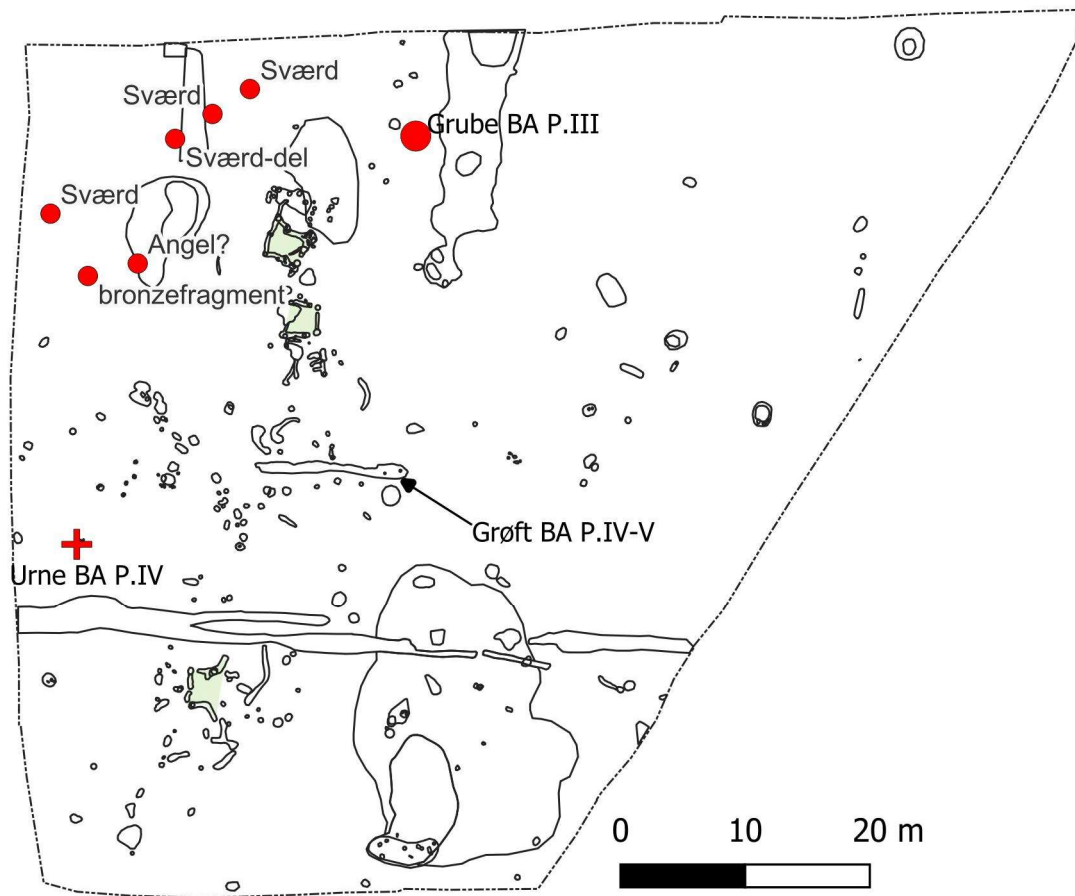 Sværd
Sværd
Grube BA P.III
Sværd-del
Sværd
Angel?
bronzefragment
Grøft BA P.IV-V
Urne BA P.IV
0 10 20 m